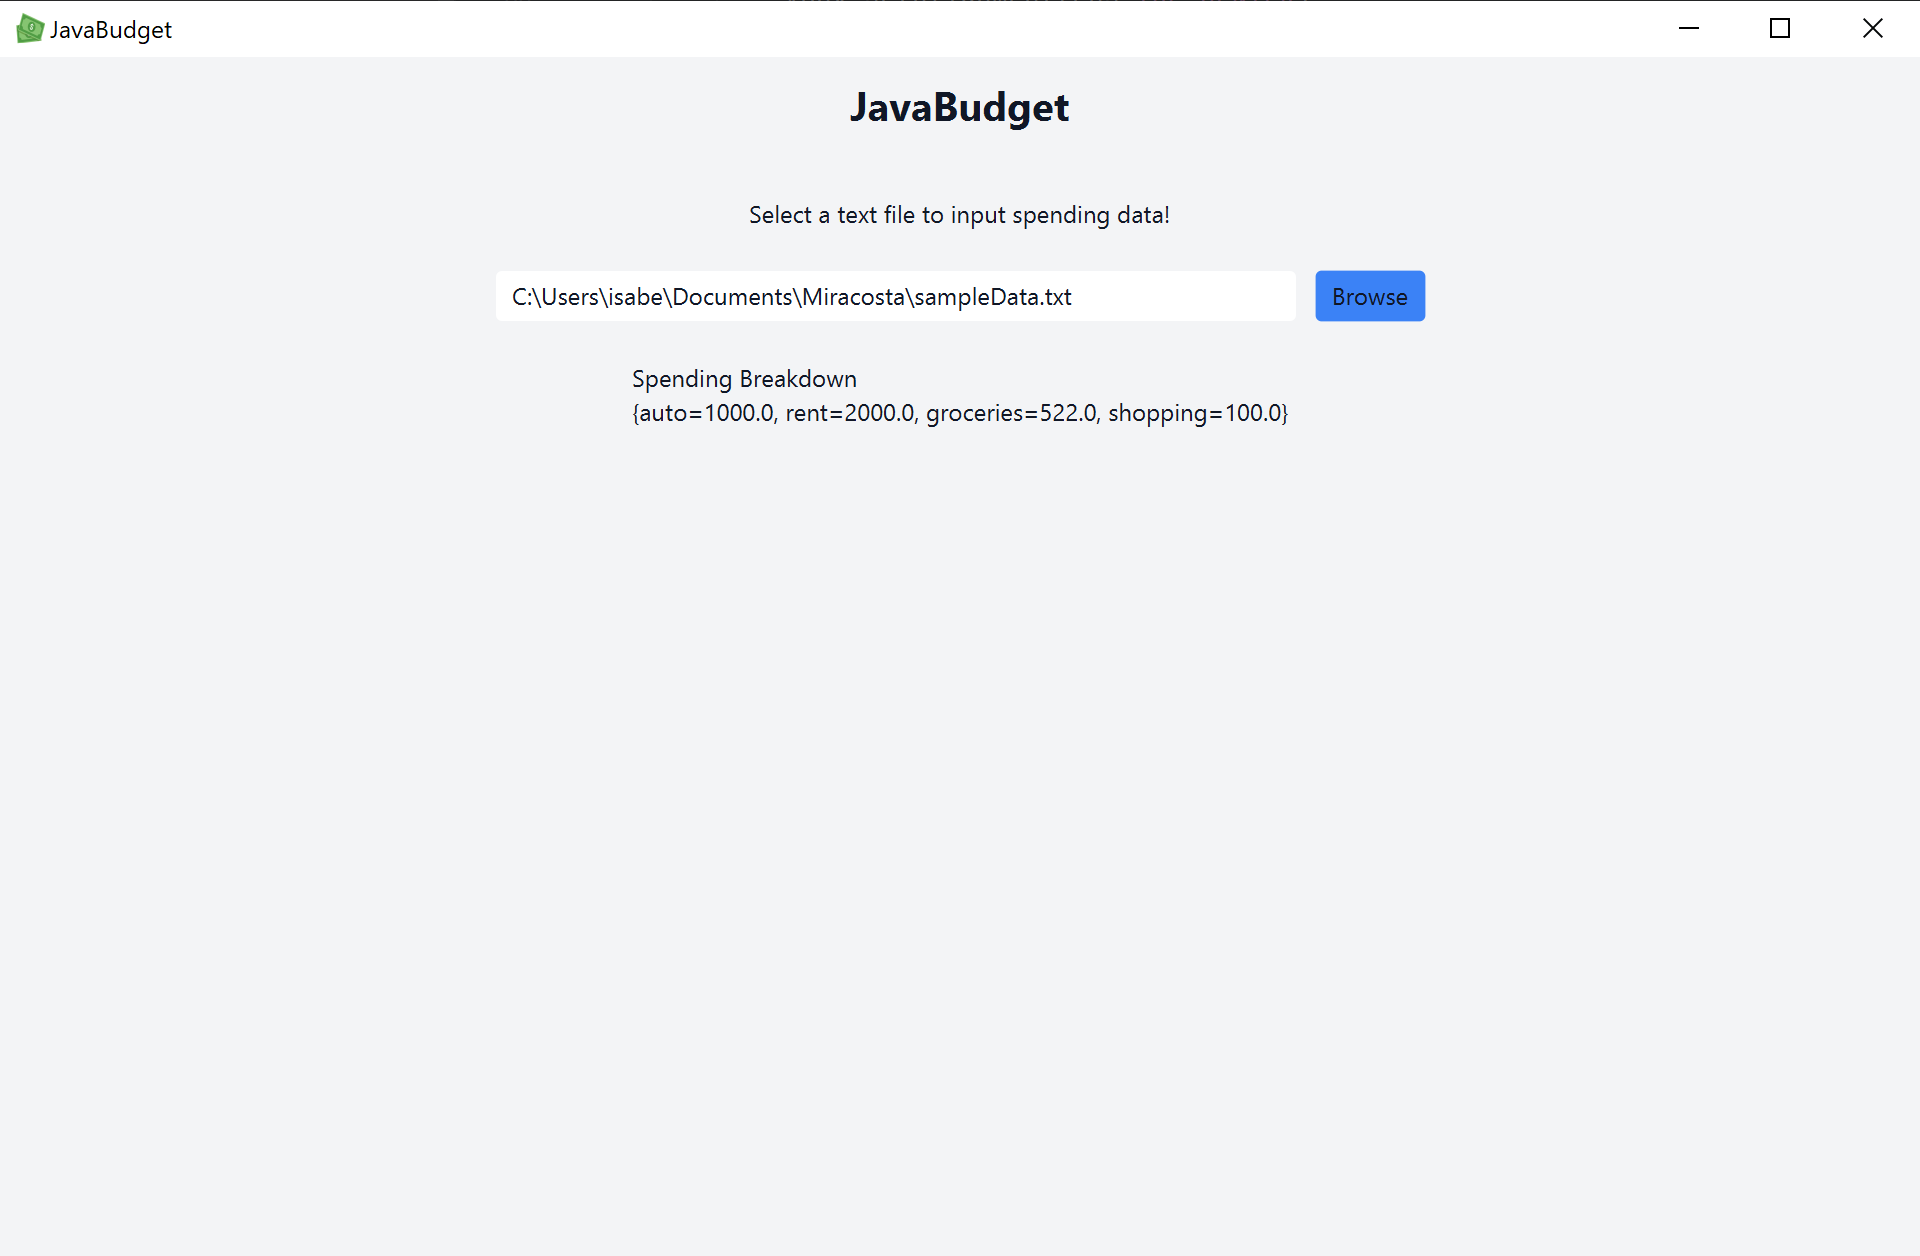 JavaBudget
JavaBudget
Select a text file to input spending data!
C:\Users\isabe\Documents\Miracosta\sampleData.txt
Browse
Spending Breakdown
{auto=1000.0, rent=2000.0, groceries=522.0, shopping=100.0}